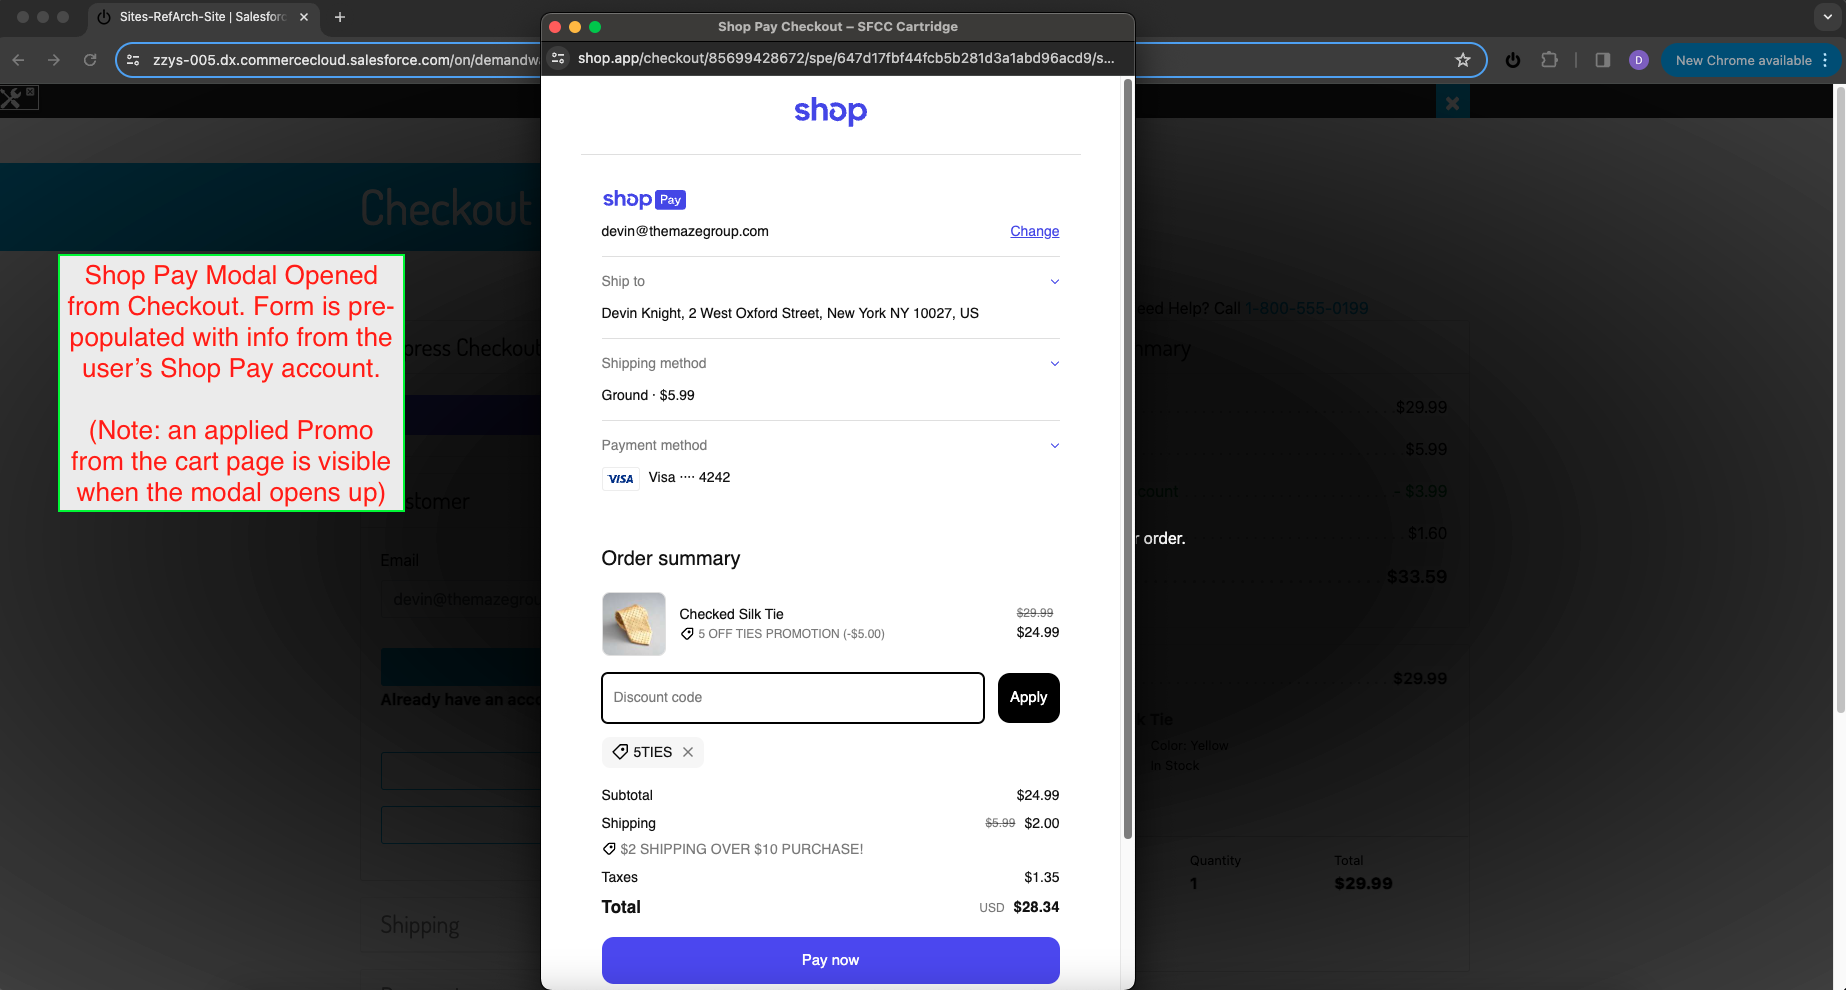 Sites-RefArch-Site | Salesforc
Shop Pay Checkout – SFCC Cartridge
zzys-005.dx.commercecloud.salesforce.com/on/demandw
shop.app/checkout/85699428672/spe/647d17fbf44fcb5b281d3a1abd96acd9/s...
D
New Chrome available
shop
Checkout
shop Pay
devin@themazegroup.com
Change
Shop Pay Modal Opened
from Checkout. Form is pre-
populated with info from the
user's Shop Pay account.
(Note: an applied Promo
from the cart page is visible
when the modal opens up)
Ship to
Devin Knight, 2 West Oxford Street, New York NY 10027, US
eed Help? Call 1-800-555-0199
press Checkout
mmary
Shipping method
Ground · $5.99
$29.99
$5.99
Payment method
VISA Visa ···· 4242
count
- $3.99
stomer
$1.60
r order.
Order summary
Email
$33.59
devin@themazegrou
Checked Silk Tie
$29.99
5 OFF TIES PROMOTION (-$5.00)
$24.99
$29.99
Already have an acco
Discount code
Apply
k Tie
Color: Yellow
In Stock
5TIES
Subtotal
$24.99
Shipping
$5.99 $2.00
$2 SHIPPING OVER $10 PURCHASE!
Taxes
$1.35
Quantity
Total
1
$29.99
Total
USD $28.34
Shipping
Pay now